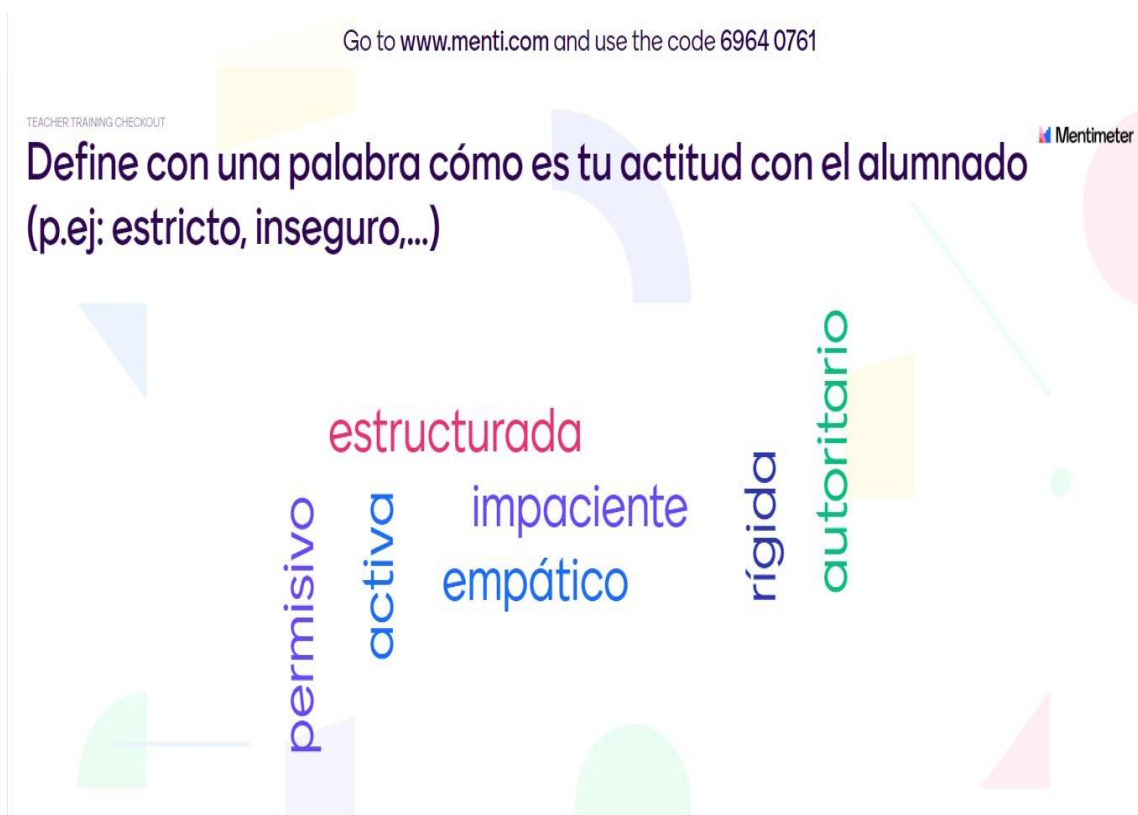 Go to www.menti.com and use the code 6964 0761
TEACHER TRAINING CHECKOUT
Mentimeter
Define con una palabra cómo es tu actitud con el alumnado
(p.ej: estricto, inseguro,...)
autoritario
estructurada
rígida
impaciente
activa
permisivo
empático